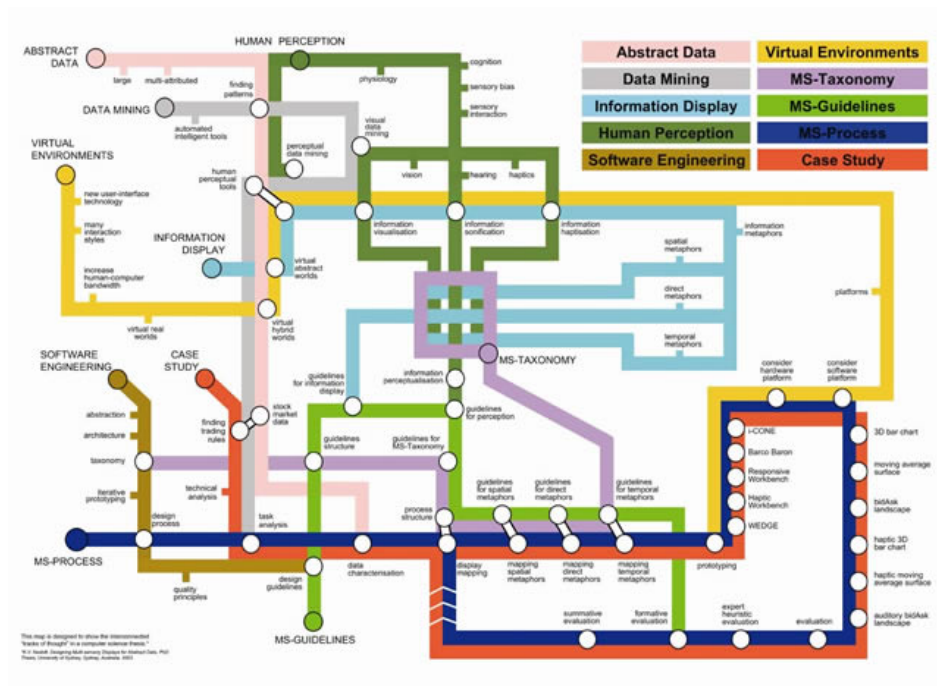 ABSTRACT
DATA
HUMAN PERCEPTION
large
multi-attributed
finding
patterns
physiology
cognition
sensory bias
sensory
interaction
Abstract Data
Virtual Environments
Data Mining
MS-Taxonomy
Information Display
MS-Guidelines
Human Perception
MS-Process
Software Engineering
Case Study
DATA MINING
automated
intelligent tools
visual
data
mining
VIRTUAL
ENVIRONMENTS
perceptual
data mining
human
perceptual
tools
vision
hearing
haptics
new user-interface
technology
many
interaction
styles
information
visualisation
information
sonification
information
haptisation
information
metaphors
INFORMATION
DISPLAY
virtual
abstract
worlds
spatial
metaphors
increase
human-computer
bandwidth
direct
metaphors
platforms
virtual real
worlds
virtual
hybrid
worlds
temporal
metaphors
SOFTWARE
ENGINEERING
CASE
STUDY
MS-TAXONOMY
guidelines
for information
display
information
perceptualisation
consider
hardware
platform
consider
software
platform
abstraction
architecture
taxonomy
iterative
prototyping
finding
trading
rules
stock
market
data
guidelines
for perception
guidelines
structure
guidelines for
MS-Taxonomy
i-CONE
Barco Baron
Responsive
Workbench
Haptic
Workbench
WEDGE
3D bar chart
moving average
surface
bidAsk
landscape
haptic 3D
bar chart
haptic moving
average surface
auditory bidAsk
landscape
technical
analysis
guidelines
for spatial
metaphors
guidelines
for direct
metaphors
guidelines
for temporal
metaphors
design
process
task
analysis
process
structure
MS-PROCESS
data
characterisation
display
mapping
mapping
spatial
metaphors
mapping
direct
metaphors
mapping
temporal
metaphors
prototyping
quality
principles
design
guidelines
MS-GUIDELINES
summative
evaluation
formative
evaluation
expert
heuristic
evaluation
evaluation
This map is designed to show the interconnected
"tracks of thought" in a computer science thesis.*
Thesis, University of Sydney, Sydney, Australia, 2003